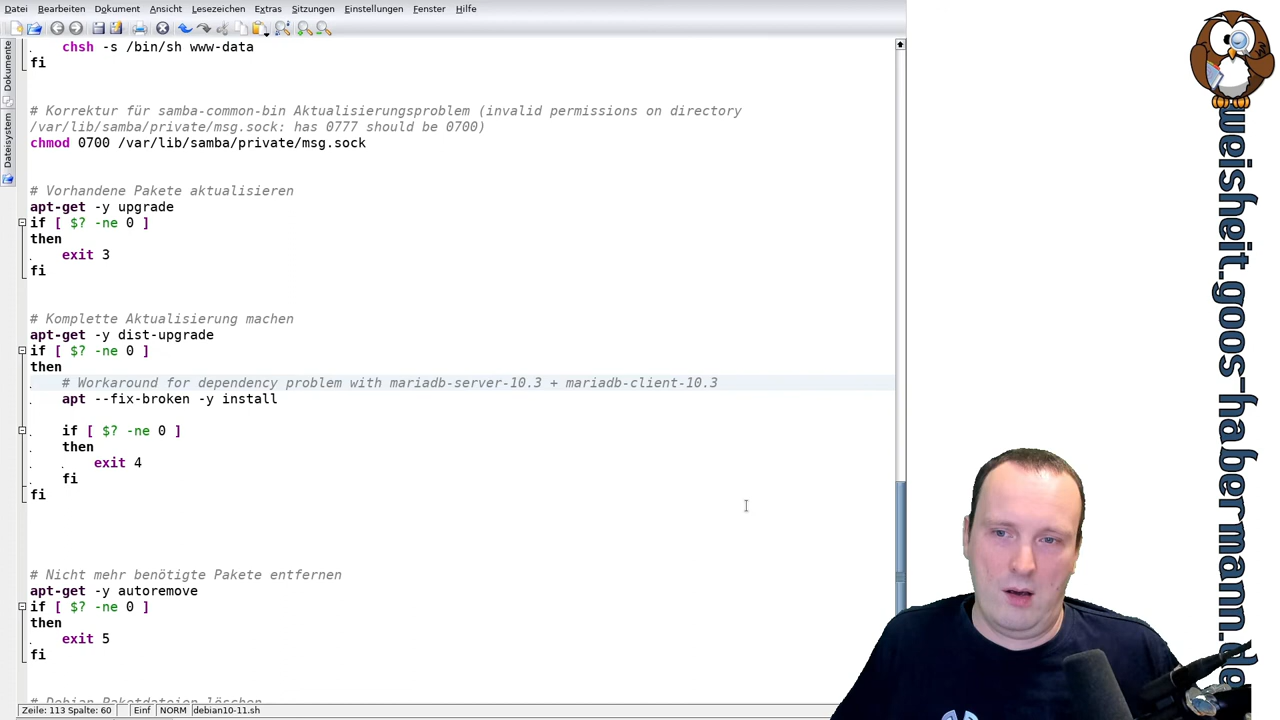 Datei Bearbeiten Dokument Ansicht Lesezeichen Extras Sitzungen Einstellungen Fenster Hilfe
Dokumente
Dateisystem
chsh -s /bin/sh www-data
fi
# Korrektur für samba-common-bin Aktualisierungsproblem (invalid permissions on directory
/var/lib/samba/private/msg.sock: has 0777 should be 0700)
chmod 0700 /var/lib/samba/private/msg.sock
# Vorhandene Pakete aktualisieren
apt-get -y upgrade
if [ $? -ne 0 ]
then
exit 3
fi
# Komplette Aktualisierung machen
apt-get -y dist-upgrade
if [ $? -ne 0 ]
then
# Workaround for dependency problem with mariadb-server-10.3 + mariadb-client-10.3
apt --fix-broken -y install
if [ $? -ne 0 ]
then
exit 4
fi
fi
# Nicht mehr benötigte Pakete entfernen
apt-get -y autoremove
if [ $? -ne 0 ]
then
exit 5
fi
# Debian Paketdateien löschen
Zeile: 113 Spalte: 60 Einf NORM debian10-11.sh
weisheit.goos-habermann.de